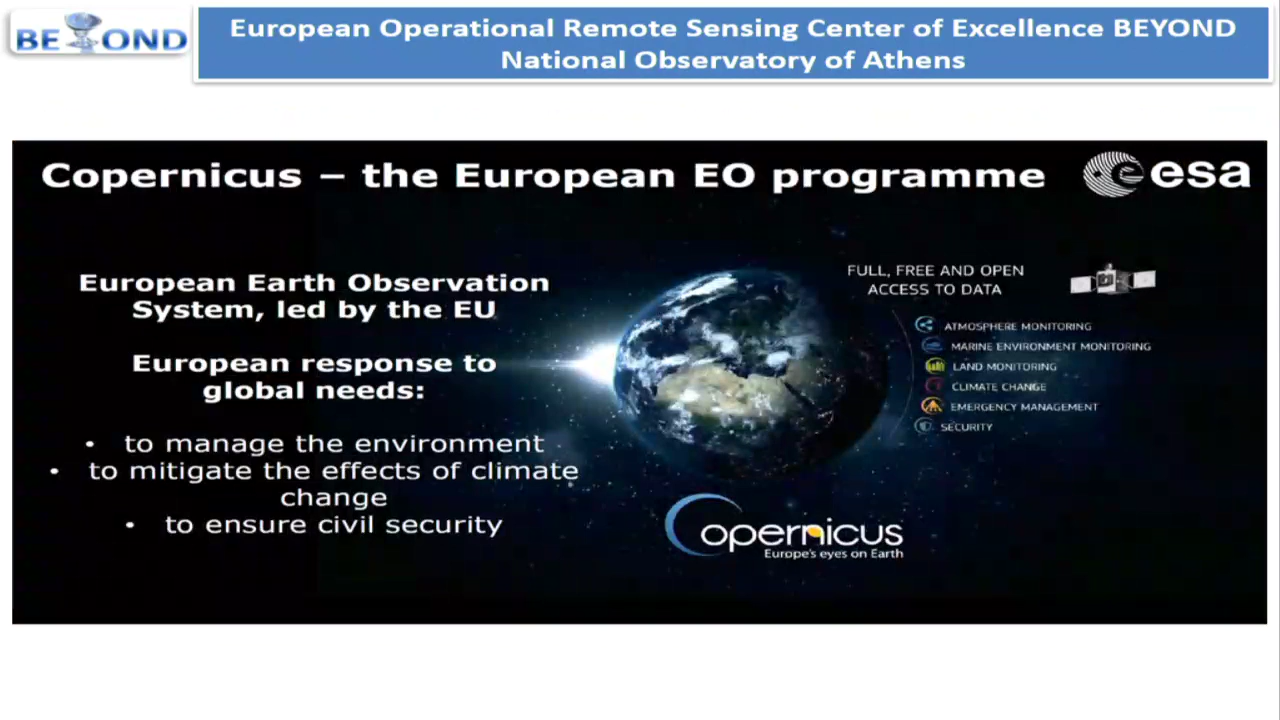 BEYOND
European Operational Remote Sensing Center of Excellence BEYOND
National Observatory of Athens
Copernicus – the European EO programme
esa
European Earth Observation
System, led by the EU
European response to
global needs:
• to manage the environment
• to mitigate the effects of climate
change
• to ensure civil security
FULL, FREE AND OPEN
ACCESS TO DATA
ATMOSPHERE MONITORING
MARINE ENVIRONMENT MONITORING
LAND MONITORING
CLIMATE CHANGE
EMERGENCY MANAGEMENT
SECURITY
Copernicus
Europe's eyes on Earth